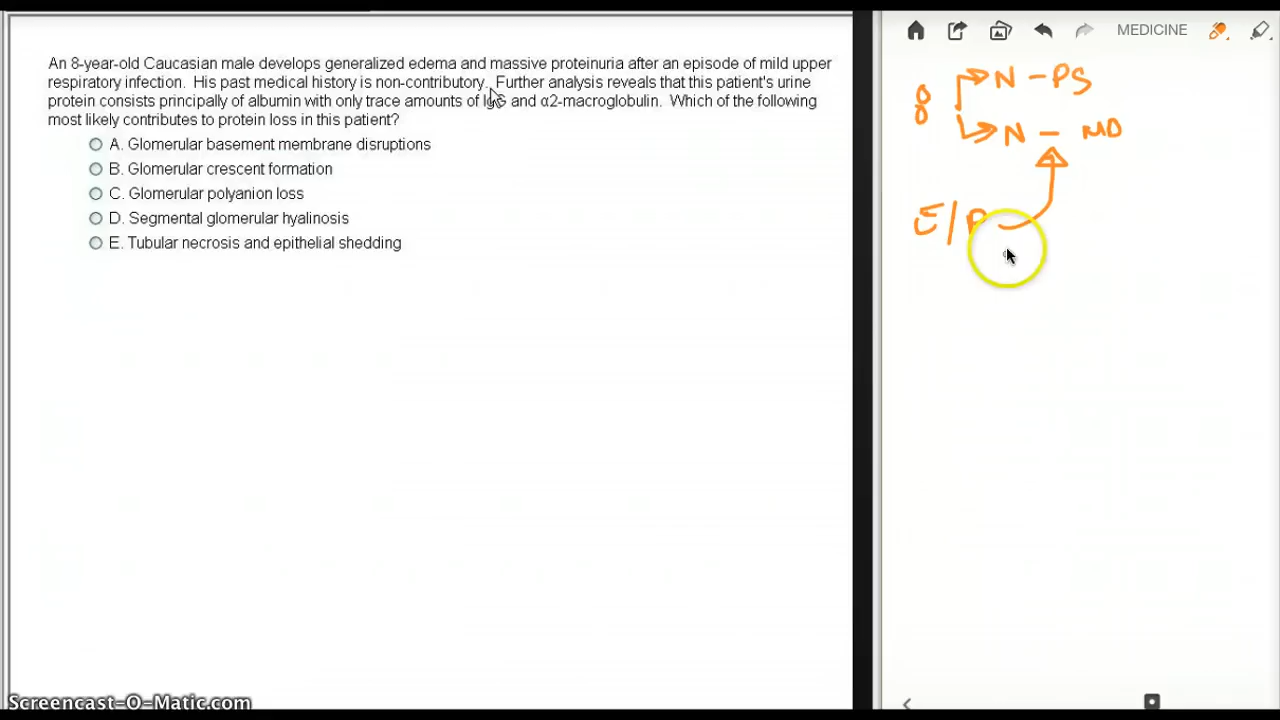 An 8-year-old Caucasian male develops generalized edema and massive proteinuria after an episode of mild upper
respiratory infection. His past medical history is non-contributory. Further analysis reveals that this patient's urine
protein consists principally of albumin with only trace amounts of IgG and α2-macroglobulin. Which of the following
most likely contributes to protein loss in this patient?
A. Glomerular basement membrane disruptions
B. Glomerular crescent formation
C. Glomerular polyanion loss
D. Segmental glomerular hyalinosis
E. Tubular necrosis and epithelial shedding
MEDICINE
N - PS
8
N - MD
E/P
Screencast-O-Matic.com